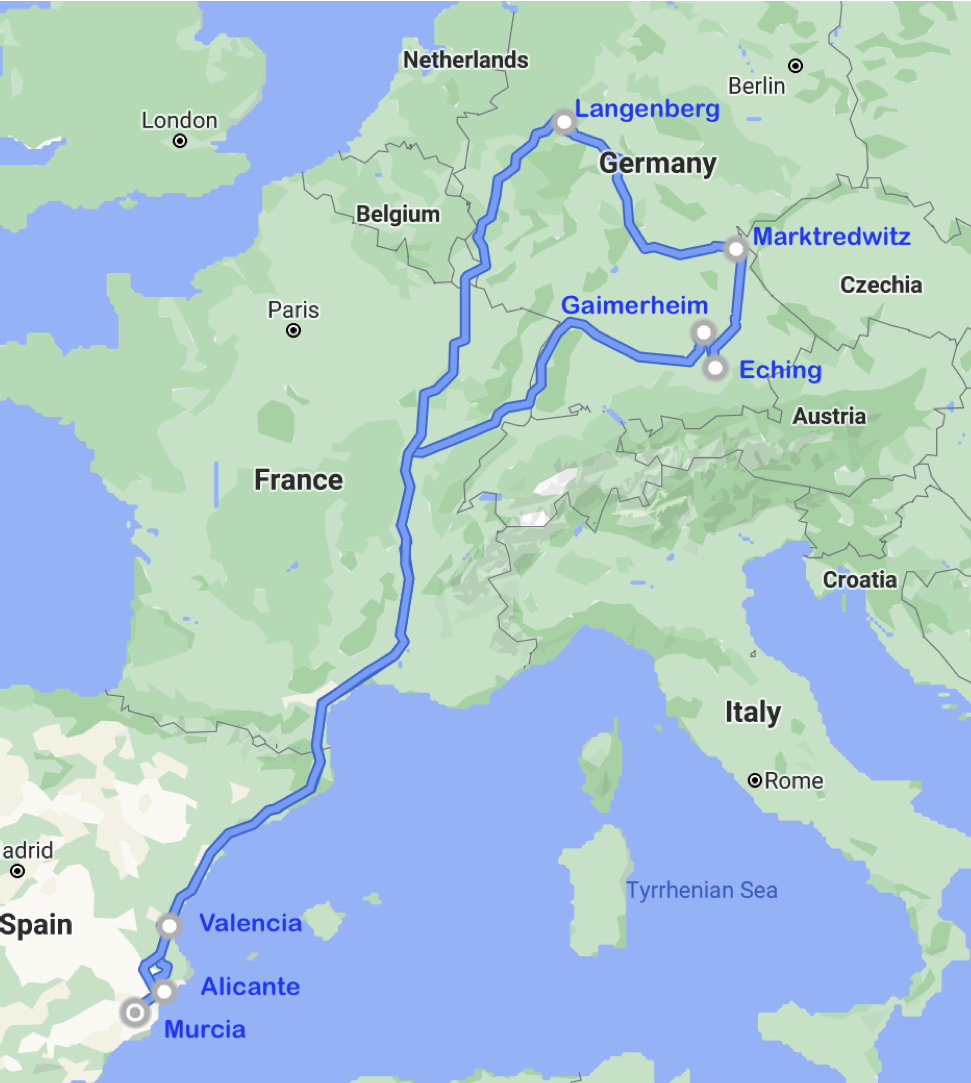 Netherlands
Berlin
Langenberg
London
Germany
Belgium
Marktredwitz
Czechia
Paris
Gaimerheim
Eching
Austria
France
Croatia
Italy
Rome
adrid
Tyrrhenian Sea
Spain
Valencia
Alicante
Murcia